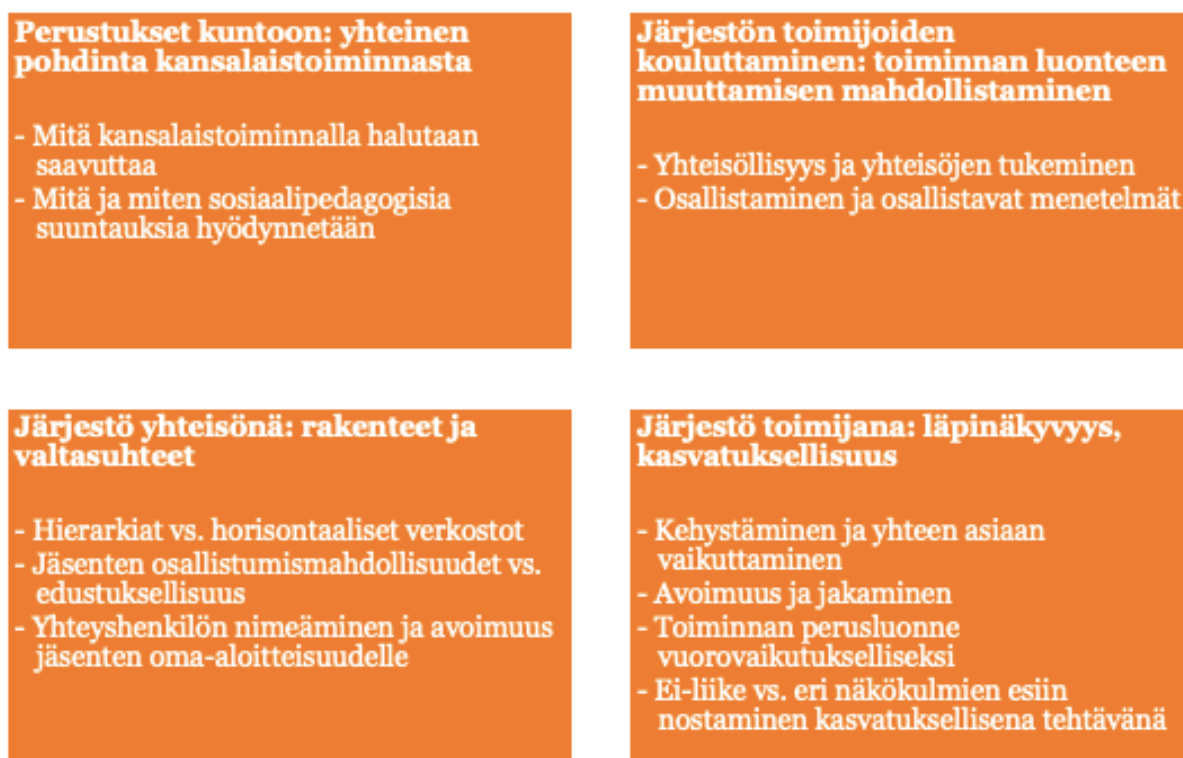 Perustukset kuntoon: yhteinen
pohdinta kansalaistoiminnasta
- Mitä kansalaistoiminnalla halutaan
saavuttaa
- Mitä ja miten sosiaalipedagogisia
suuntauksia hyödynnetään
Järjestön toimijoiden
kouluttaminen: toiminnan luonteen
muuttamisen mahdollistaminen
- Yhteisöllisyys ja yhteisöjen tukeminen
- Osallistaminen ja osallistavat menetelmät
Järjestö yhteisönä: rakenteet ja
valtasuhteet
- Hierarkiat vs. horisontaaliset verkostot
- Jäsenten osallistumismahdollisuudet vs.
edustuksellisuus
- Yhteyshenkilön nimeäminen ja avoimuus
jäsenten oma-aloitteisuudelle
Järjestö toimijana: läpinäkyvyys,
kasvatuksellisuus
- Kehystäminen ja yhteen asiaan
vaikuttaminen
- Avoimuus ja jakaminen
- Toiminnan perusluonne
vuorovaikutukselliseksi
- Ei-liike vs. eri näkökulmien esiin
nostaminen kasvatuksellisena tehtävänä